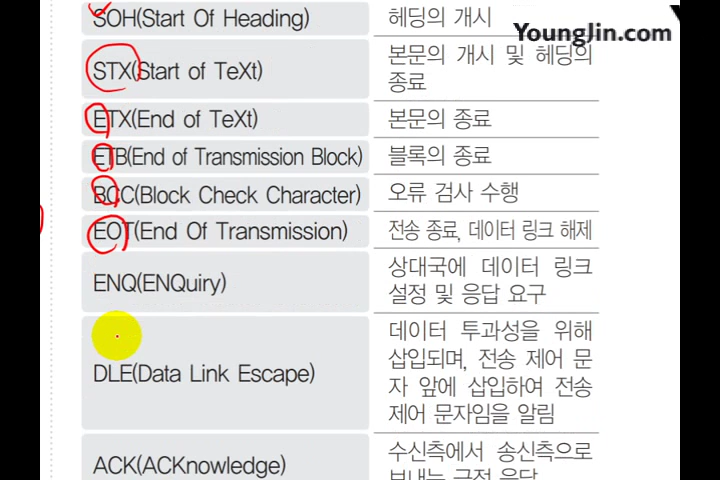 SOH(Start Of Heading) 헤딩의 개시
YoungJin.com
STX(Start of TeXt) 본문의 개시 및 헤딩의
종료
ETX(End of TeXt) 본문의 종료
ETB(End of Transmission Block) 블록의 종료
BCC(Block Check Character) 오류 검사 수행
EOT(End Of Transmission) 전송 종료, 데이터 링크 해제
ENQ(ENQuiry) 상대국에 데이터 링크
설정 및 응답 요구
DLE(Data Link Escape) 데이터 투과성을 위해
삽입되며, 전송 제어 문
자 앞에 삽입하여 전송
제어 문자임을 알림
ACK(ACKnowledge) 수신측에서 송신측으로
보내는 긍정 응답